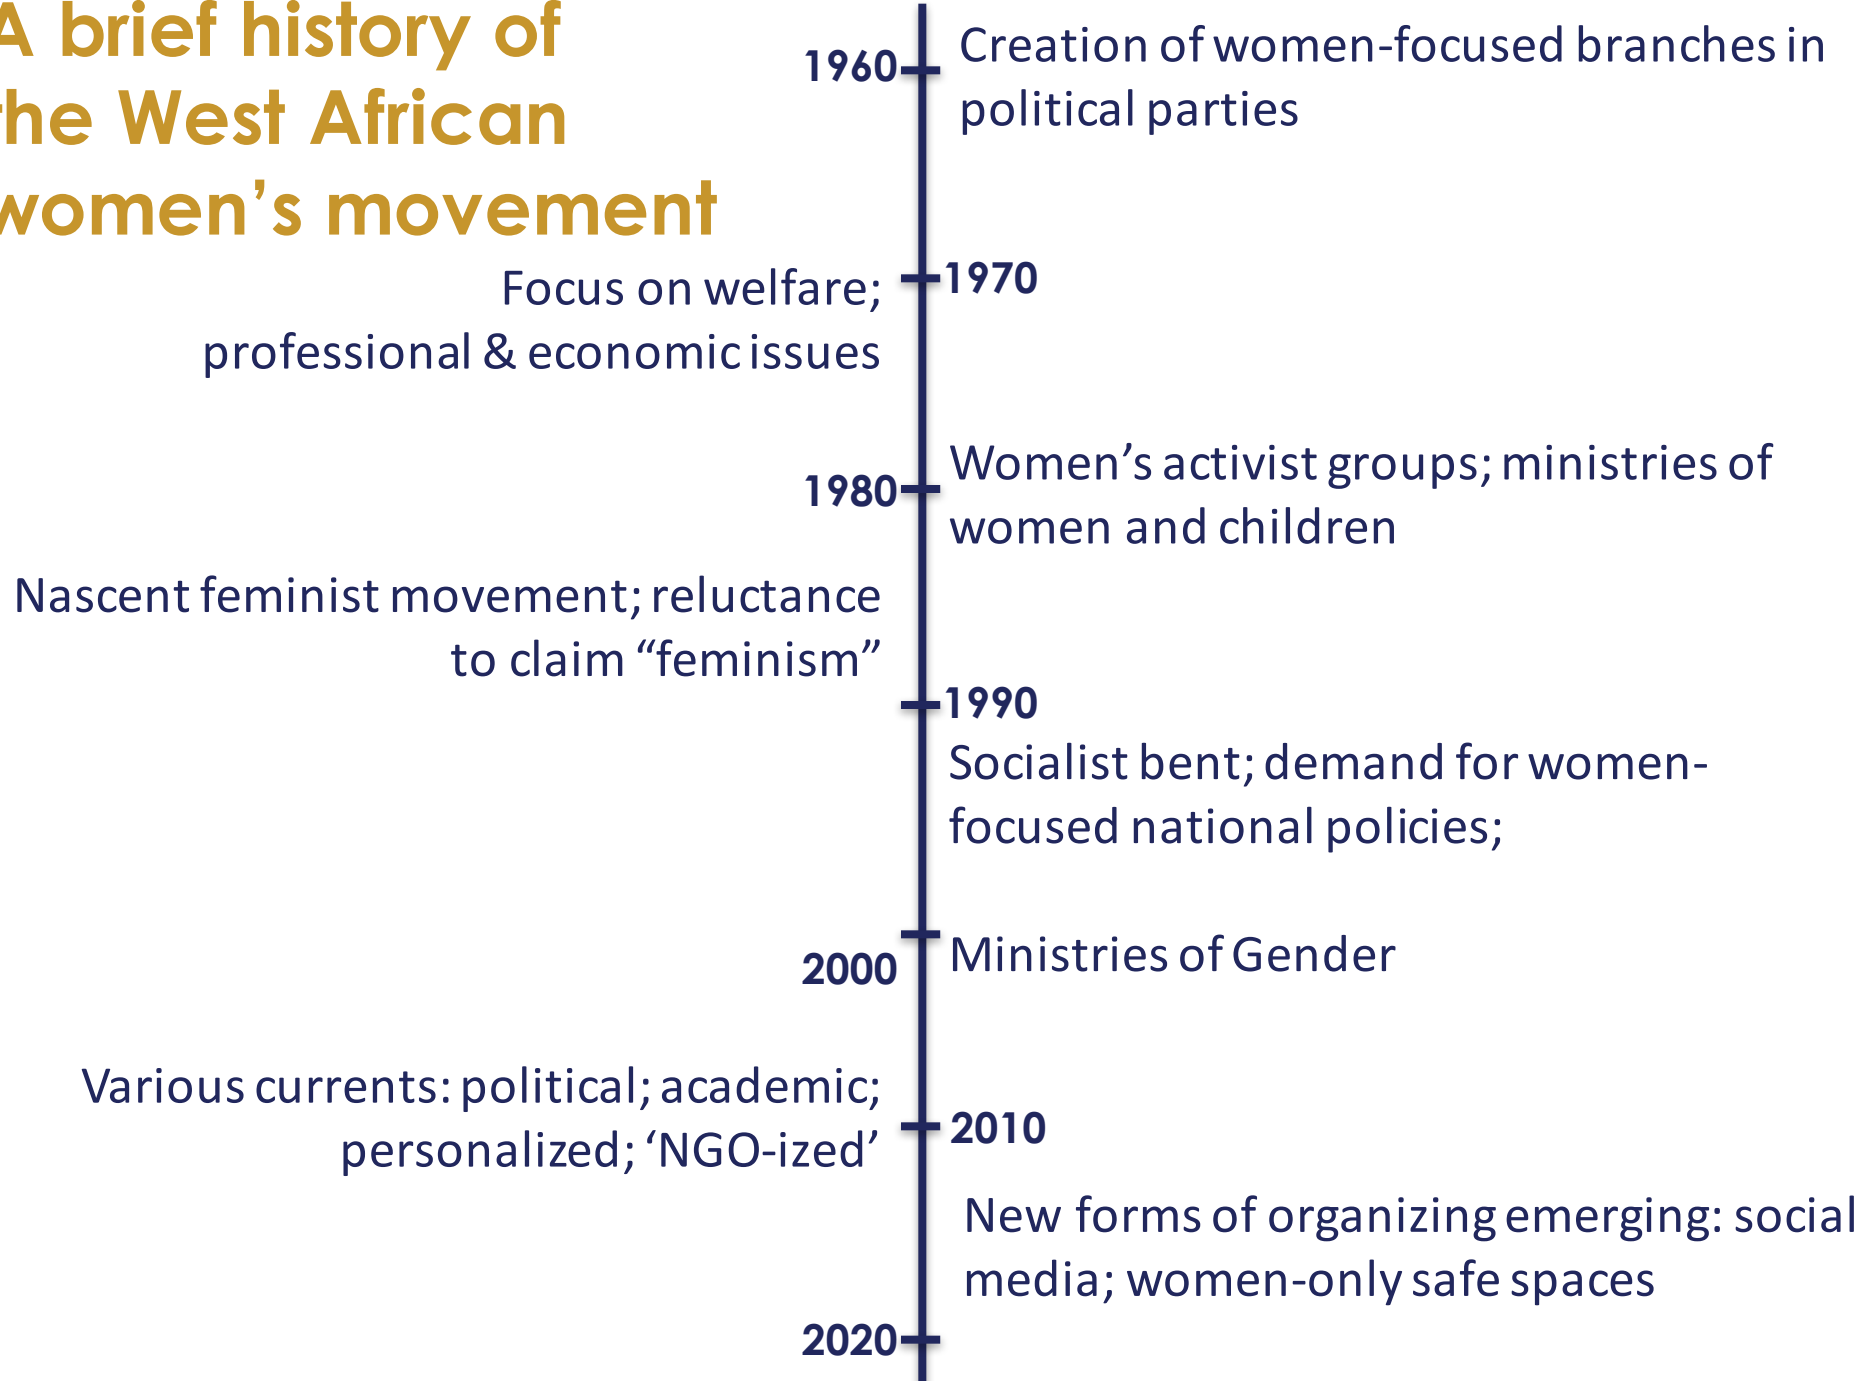 A brief history of
the West African
women’s movement
1960
Creation of women-focused branches in
political parties
1970
Focus on welfare;
professional & economic issues
1980
Women’s activist groups; ministries of
women and children
Nascent feminist movement; reluctance
to claim “feminism”
1990
Socialist bent; demand for women-
focused national policies;
2000
Ministries of Gender
Various currents: political; academic;
personalized; ‘NGO-ized’
2010
New forms of organizing emerging: social
media; women-only safe spaces
2020